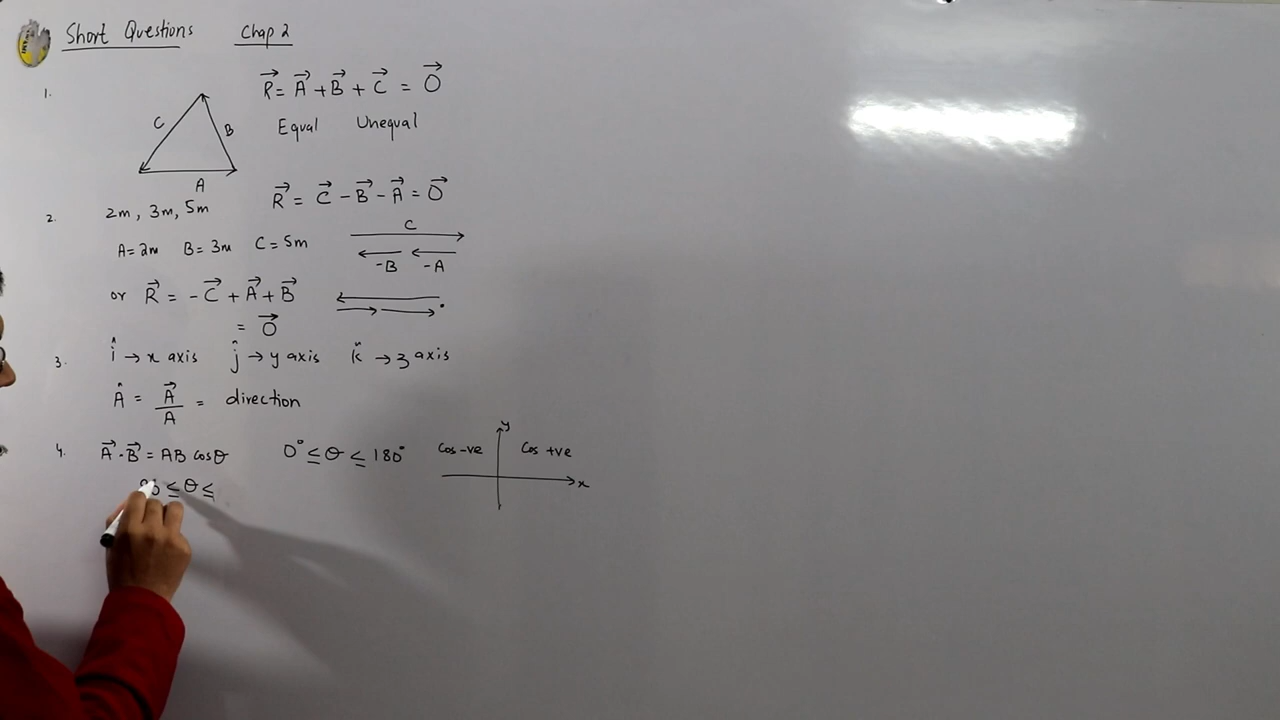 Short Questions Chap 2
1. R⃗ = A⃗ + B⃗ + C⃗ = O⃗
C B A
Equal Unequal
2. 2m, 3m, 5m R⃗ = C⃗ - B⃗ - A⃗ = O⃗
A = 2m B = 3m C = 5m C
-B -A
or R⃗ = - C⃗ + A⃗ + B⃗
= O⃗
3. î → x axis ĵ → y axis k̂ → z axis
Â = A⃗/A = direction
4. A⃗ · B⃗ = AB cosθ 0° ≤ θ ≤ 180° Cos -ve y Cos +ve
x
≤ θ ≤